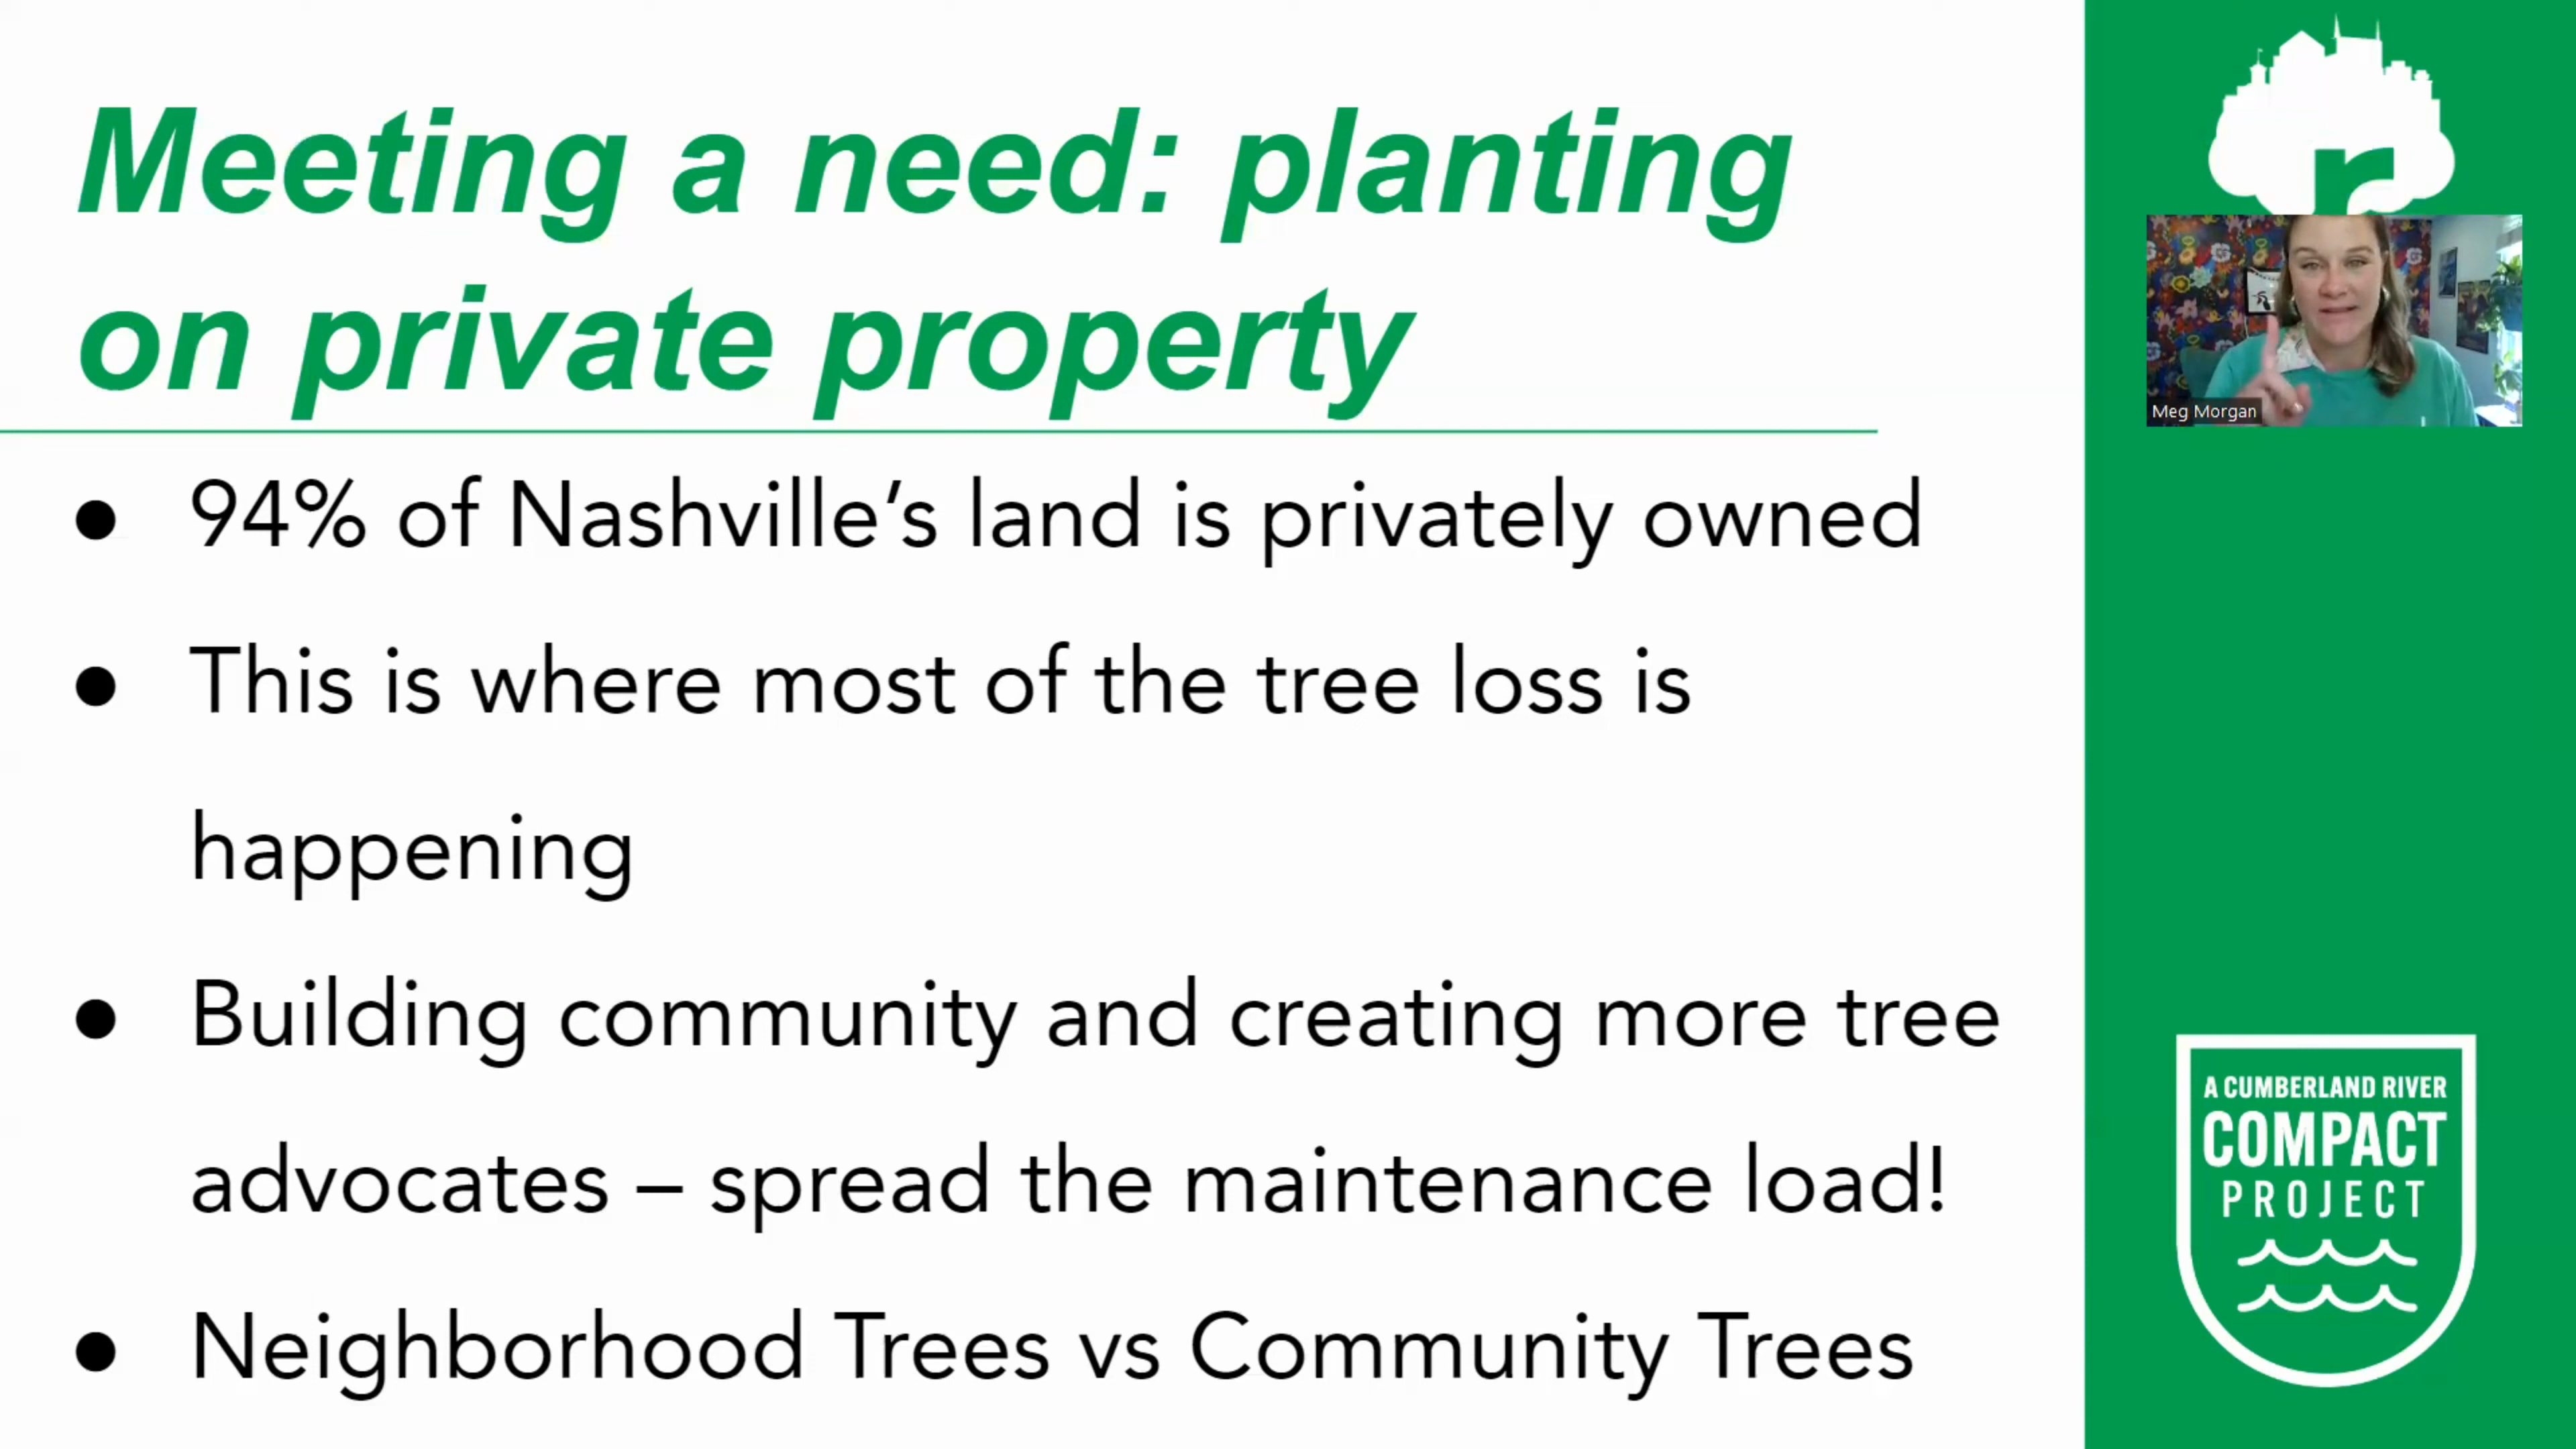 Meeting a need: planting
on private property
● 94% of Nashville’s land is privately owned
● This is where most of the tree loss is
happening
● Building community and creating more tree
advocates – spread the maintenance load!
● Neighborhood Trees vs Community Trees
r
Meg Morgan
A CUMBERLAND RIVER
COMPACT
PROJECT